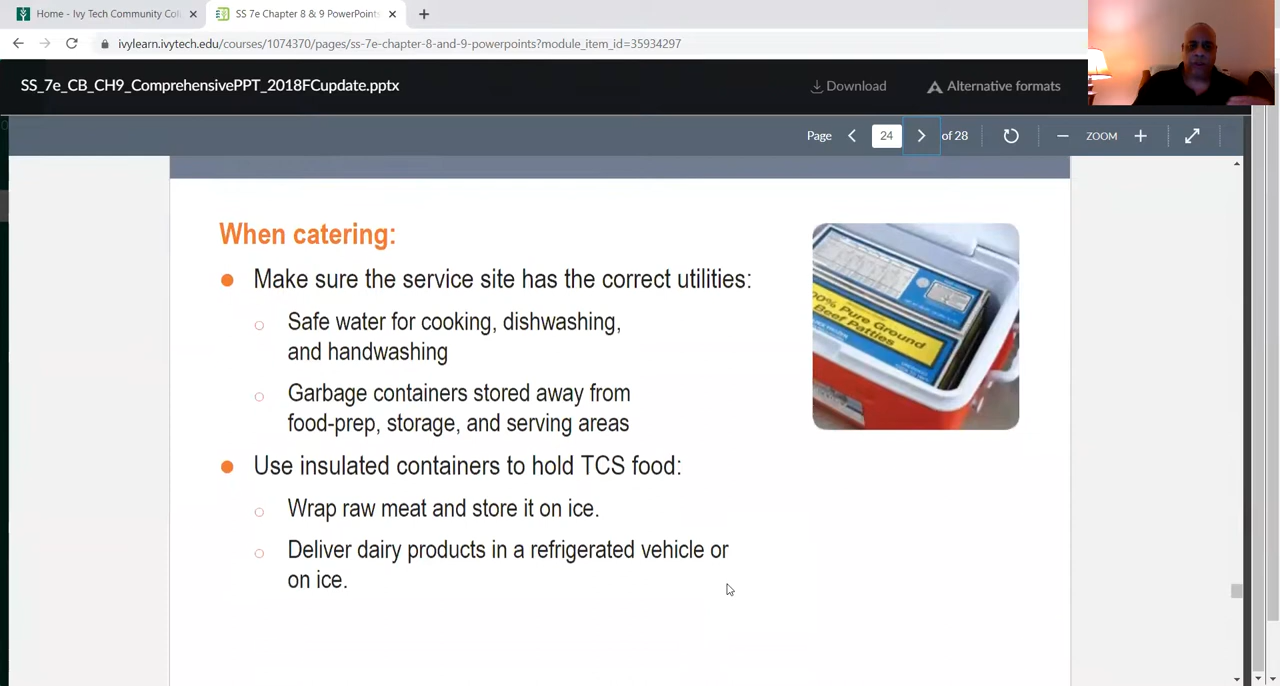 Home - Ivy Tech Community Col
SS 7e Chapter 8 & 9 PowerPoints
ivylearn.ivytech.edu/courses/1074370/pages/ss-7e-chapter-8-and-9-powerpoints?module_item_id=35934297
SS_7e_CB_CH9_ComprehensivePPT_2018FCupdate.pptx
Download
Alternative formats
Page
24
of 28
ZOOM
When catering:
Make sure the service site has the correct utilities:
Safe water for cooking, dishwashing,
and handwashing
Garbage containers stored away from
food-prep, storage, and serving areas
Use insulated containers to hold TCS food:
Wrap raw meat and store it on ice.
Deliver dairy products in a refrigerated vehicle or
on ice.
100% Pure Ground
Beef Patties